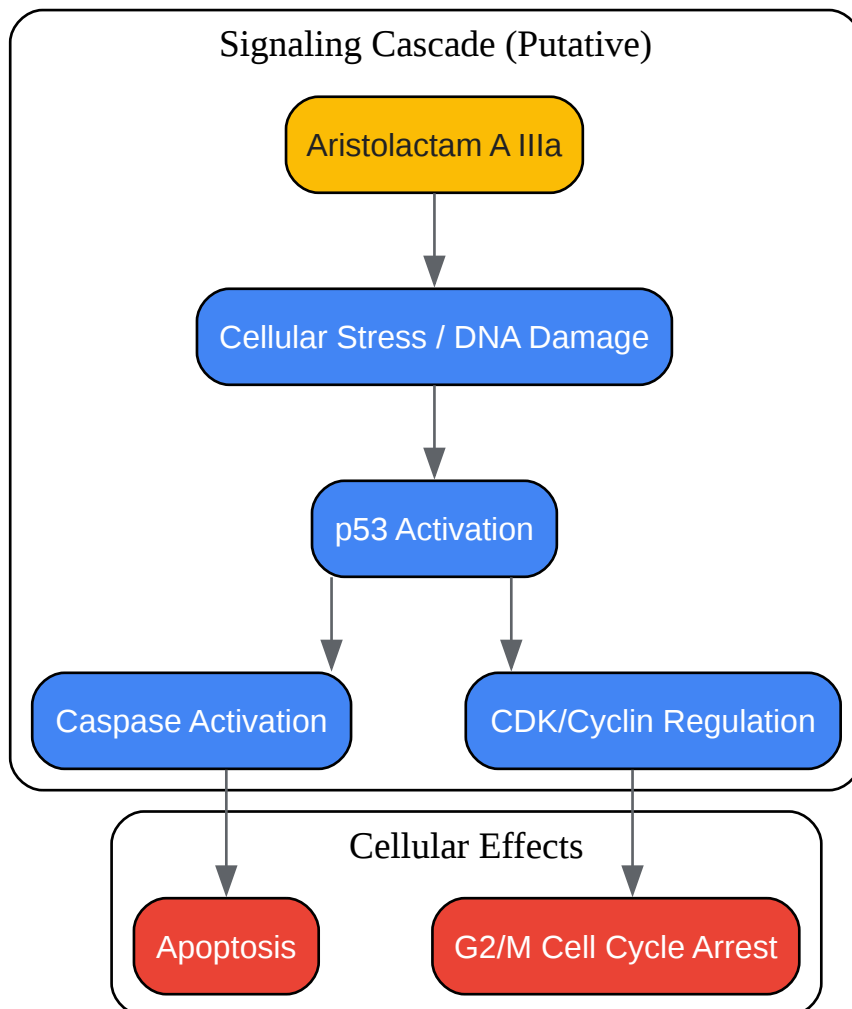 Signaling Cascade (Putative)
Aristolactam A IIIa
Cellular Stress / DNA Damage
p53 Activation
Caspase Activation
CDK/Cyclin Regulation
Cellular Effects
Apoptosis
G2/M Cell Cycle Arrest